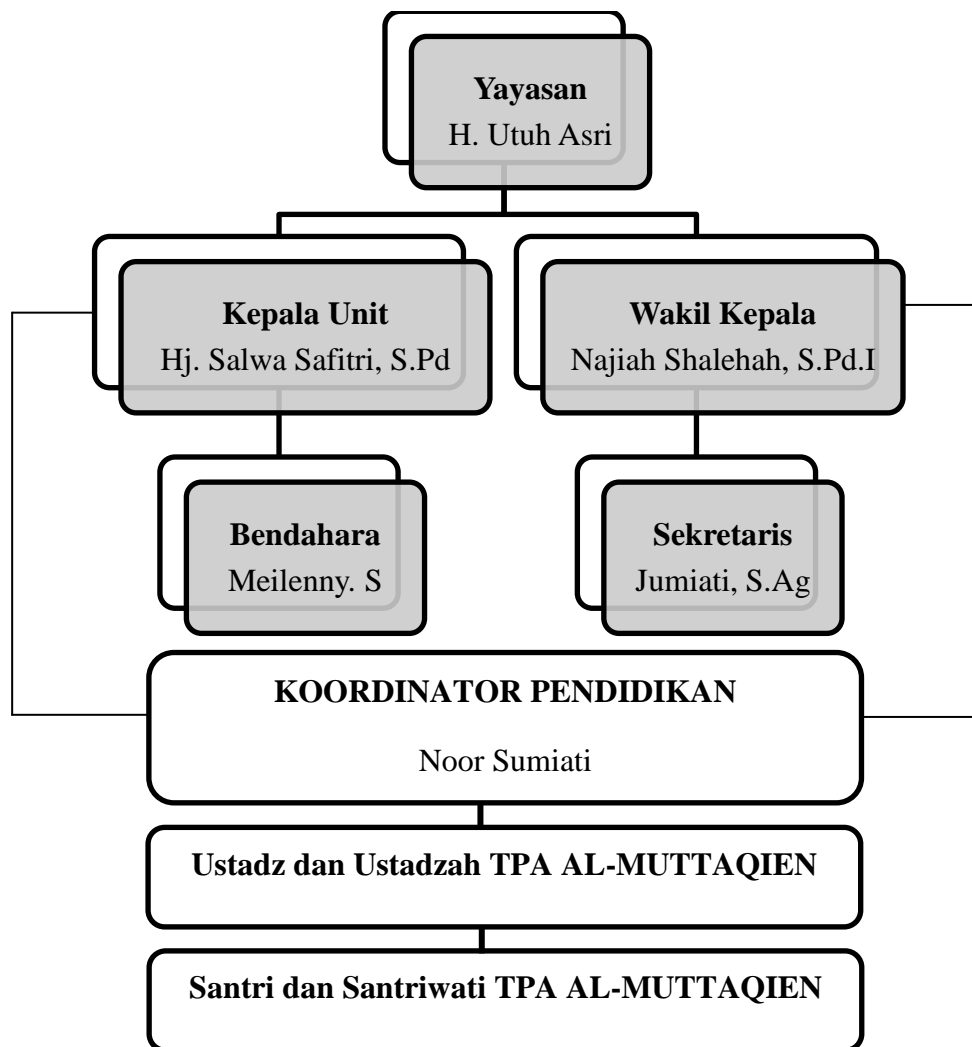 Yayasan
H. Utuh Asri
Kepala Unit
Hj. Salwa Safitri, S.Pd
Wakil Kepala
Najiah Shalehah, S.Pd.I
Bendahara
Meilenny. S
Sekretaris
Jumiati, S.Ag
KOORDINATOR PENDIDIKAN
Noor Sumiati
Ustadz dan Ustadzah TPA AL-MUTTAQIEN
Santri dan Santriwati TPA AL-MUTTAQIEN